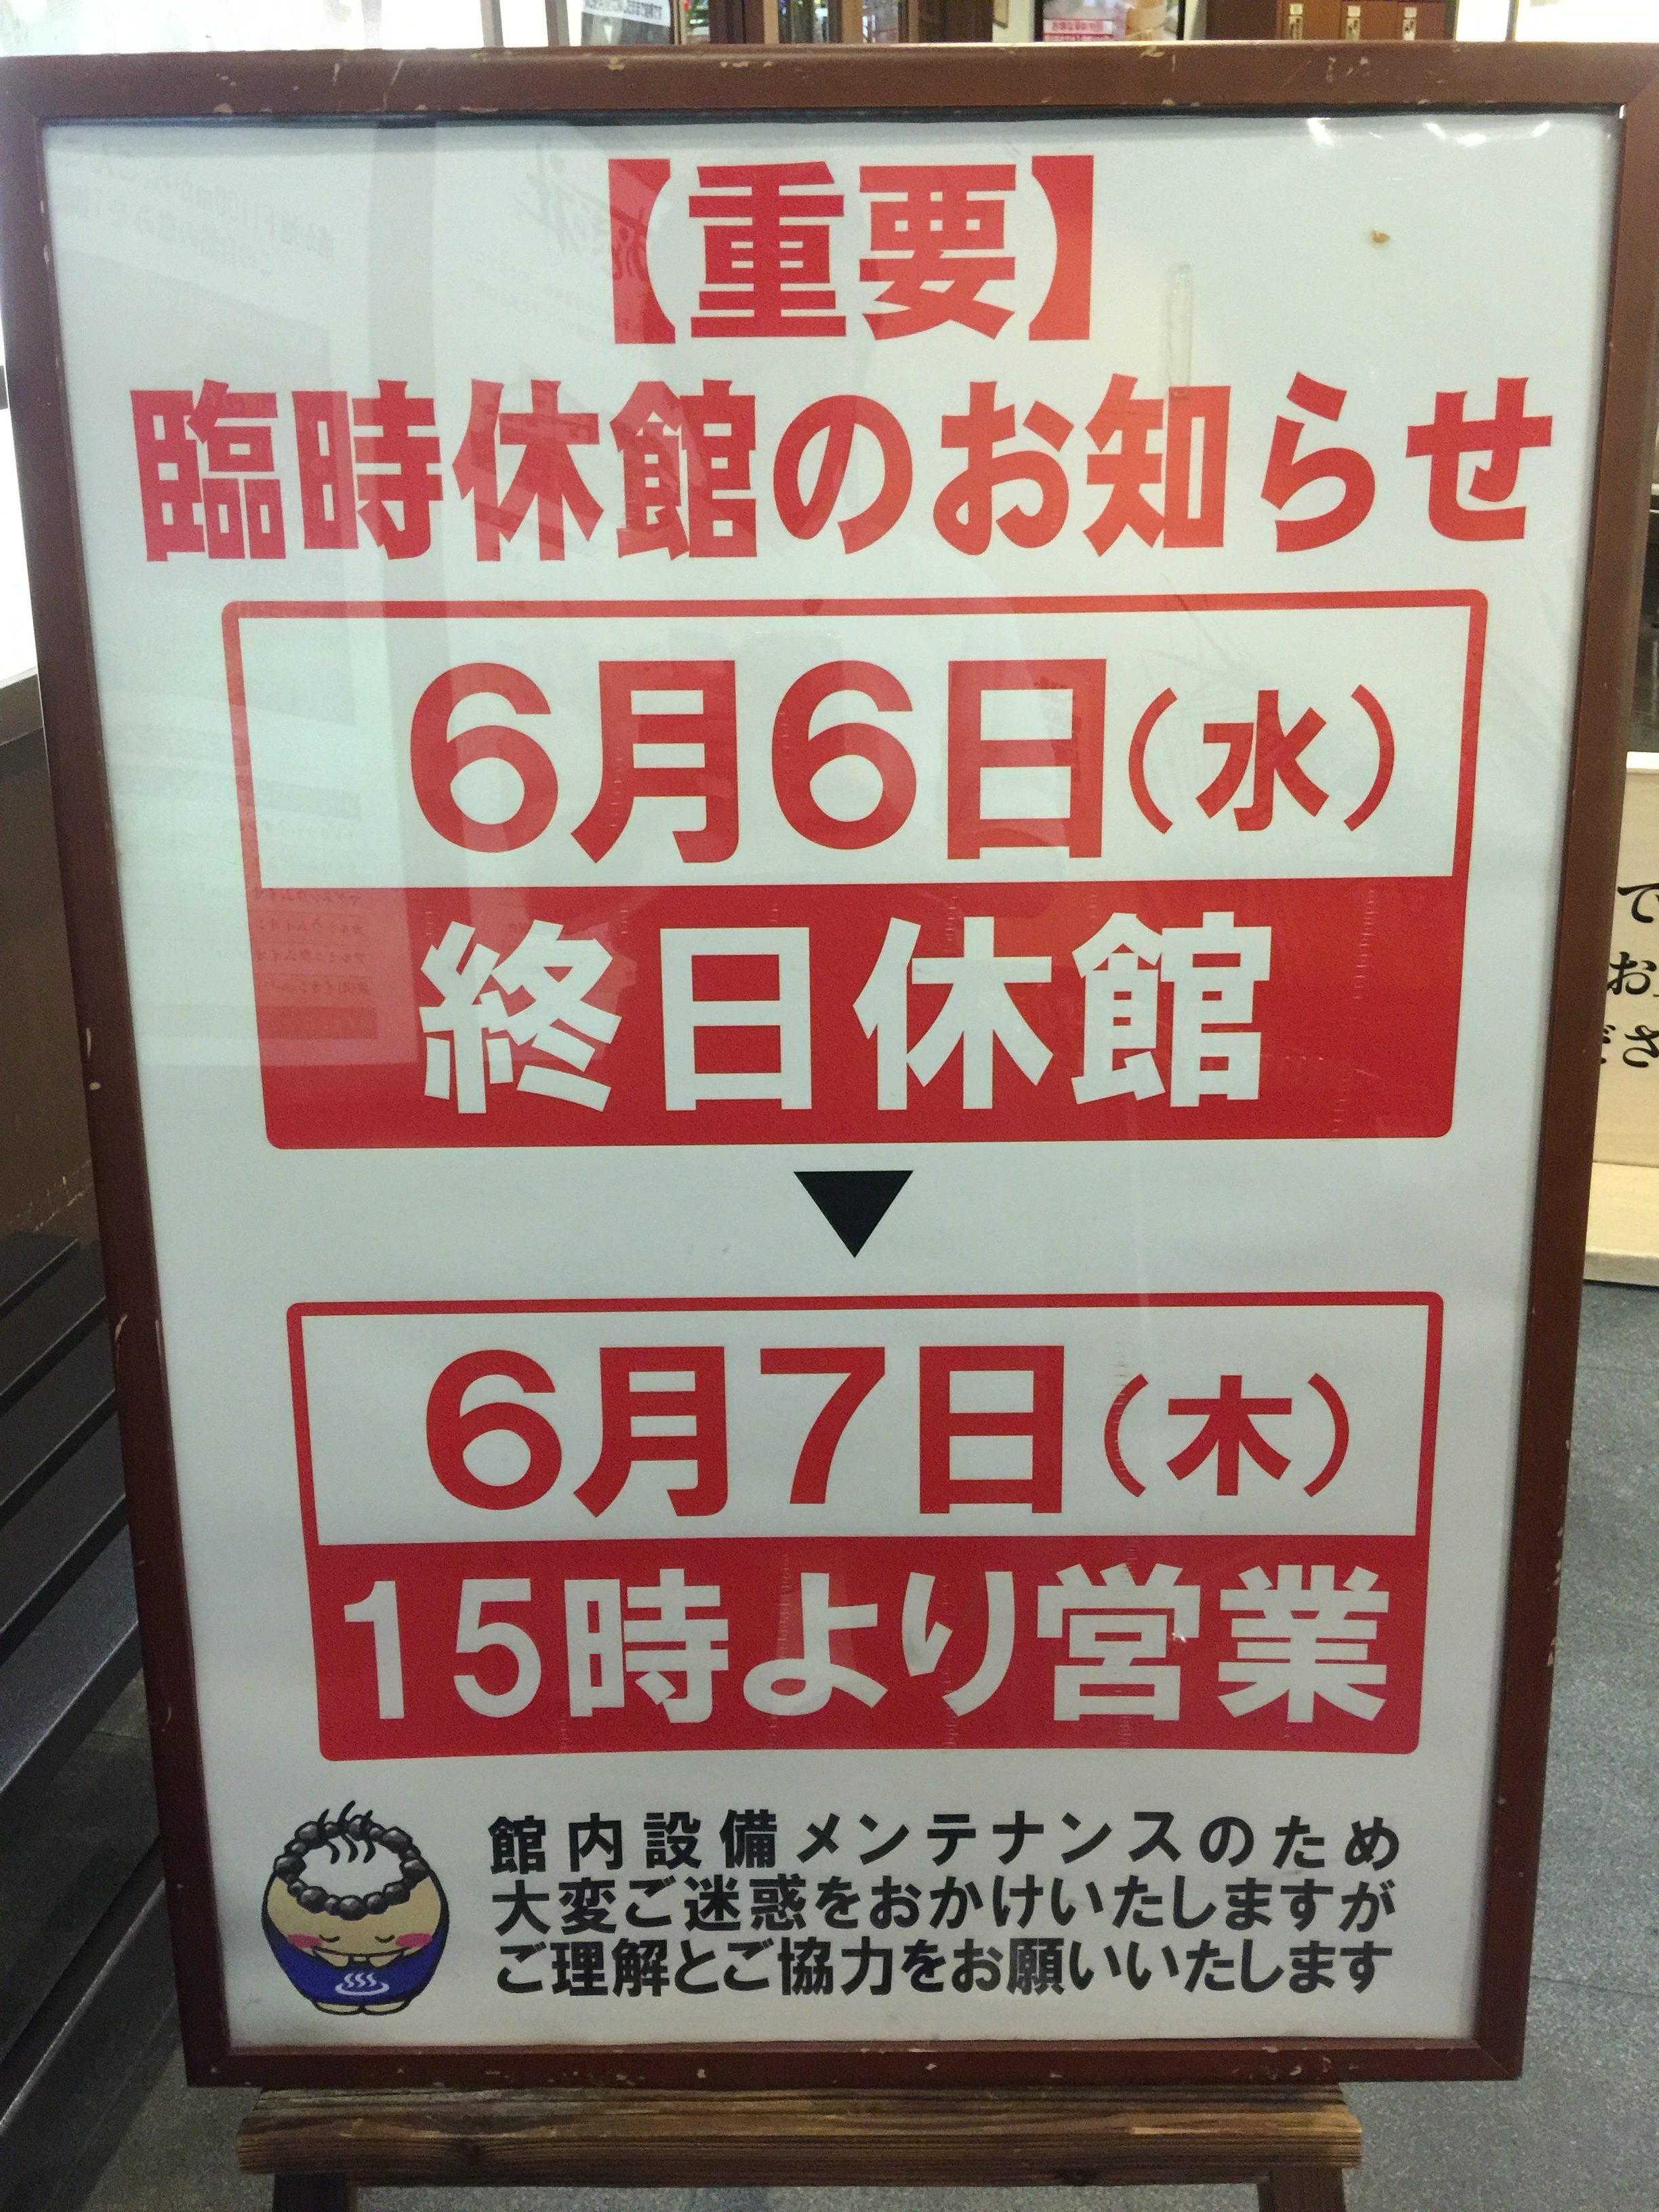 【重要】
臨時休館のお知らせ
6月6日(水)
終日休館
▼
6月7日(木)
15時より営業
館内設備メンテナンスのため
大変ご迷惑をおかけいたしますが
ご理解とご協力をお願いいたします